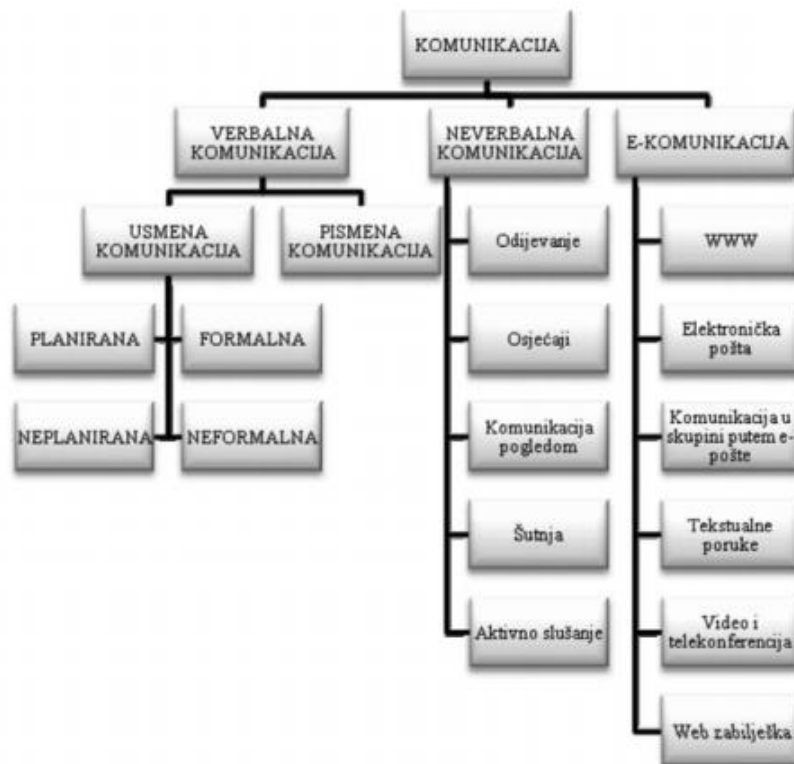 KOMUNIKACIJA
VERBALNA
KOMUNIKACIJA
NEVERBALNA
KOMUNIKACIJA
E-KOMUNIKACIJA
USMENA
KOMUNIKACIJA
PISMENA
KOMUNIKACIJA
PLANIRANA
FORMALNA
NEPLANIRANA
NEFORMALNA
Odijevanje
Osjećaji
Komunikacija
pogledom
Šutnja
Aktivno slušanje
WWW
Elektronička
pošta
Komunikacija u
skupini putem e-
pošte
Tekstualne
poruke
Video i
telekonferencija
Web zabilješka